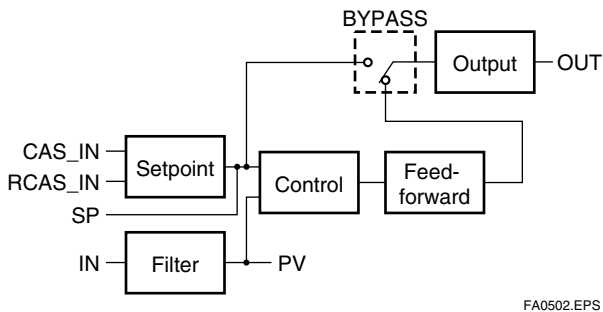 BYPASS
Output
OUT
CAS_IN
RCAS_IN
Setpoint
SP
Control
Feed-
forward
IN
Filter
PV
FA0502.EPS